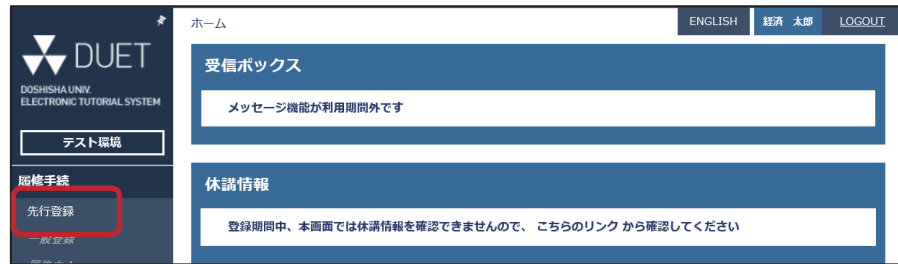 ホーム
ENGLISH
経済 太郎
LOGOUT
DUET
DOSHISHA UNIV.
ELECTRONIC TUTORIAL SYSTEM
テスト環境
履修手続
先行登録
一般登録
受信ボックス
メッセージ機能が利用期間外です
休講情報
登録期間中、本画面では休講情報を確認できませんので、 こちらのリンク から確認してください